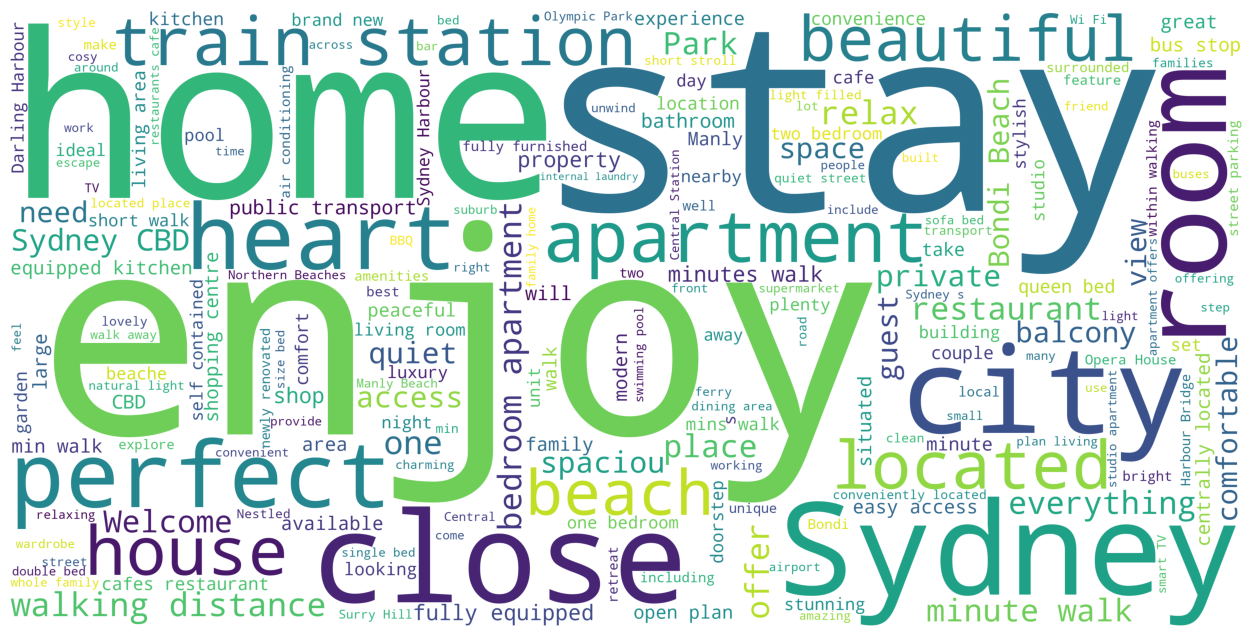 home
stay
enjoy
Sydney
city
close
room
perfect
heart
apartment
train station
beautiful
house
located
beach
style
kitchen
brand new
bed
Olympic Park
experience
convenience
Wi Fi
great
make
across
bar
Park
short stroll
bus stop
cosy
around
restaurants cafes
Darling Harbour
living area
air conditioning
Sydney Harbour
day
cafe
surrounded
feature
families
light filled
lot
relax
location
bathroom
unwind
work
pool
time
ideal
escape
TV
fully furnished
property
internal laundry
Manly
nearby
two bedroom
space
people
quiet street
built
friend
stylish
Bondi Beach
studio
within walking
buses
street parking
located place
need
short walk
public transport
suburb
Sydney CBD
BBQ
right
family home
bedroom apartment
Central Station
well
include
sofa bed
transport
take
view
apartment offers
offering
equipped kitchen
Northern Beaches
amenities
two
minutes walk
front
supermarket
private
queen bed
best
will
plenty
Sydney s
step
feel
lovely
walk away
peaceful
living room
restaurant
light
building
balcony
guest
road
away
large
garden
beache
natural light
CBD
self contained
shopping centre
newly renovated
size bed
comfort
quiet
luxury
Manly Beach
access
shop
unit
walk
modern
swimming pool
couple
many
Opera House
set
local
small
use
ferry
dining area
s
mins walk
provide
night
min
min walk
explore
convenient
area
one
family
place
situated
clean
minute
plan living
studio apartment
Harbour Bridge
centrally located
comfortable
charming
spaciou
working
bright
conveniently located
easy access
everything
relaxing
Nestled
Welcome
available
Central
come
one bedroom
doorstep
unique
Bondi
wardrobe
street
double bed
single bed
looking
retreat
including
offer
airport
smart TV
whole family
cafes restaurant
walking distance
Surry Hill
fully equipped
open plan
stunning
amazing
minute walk